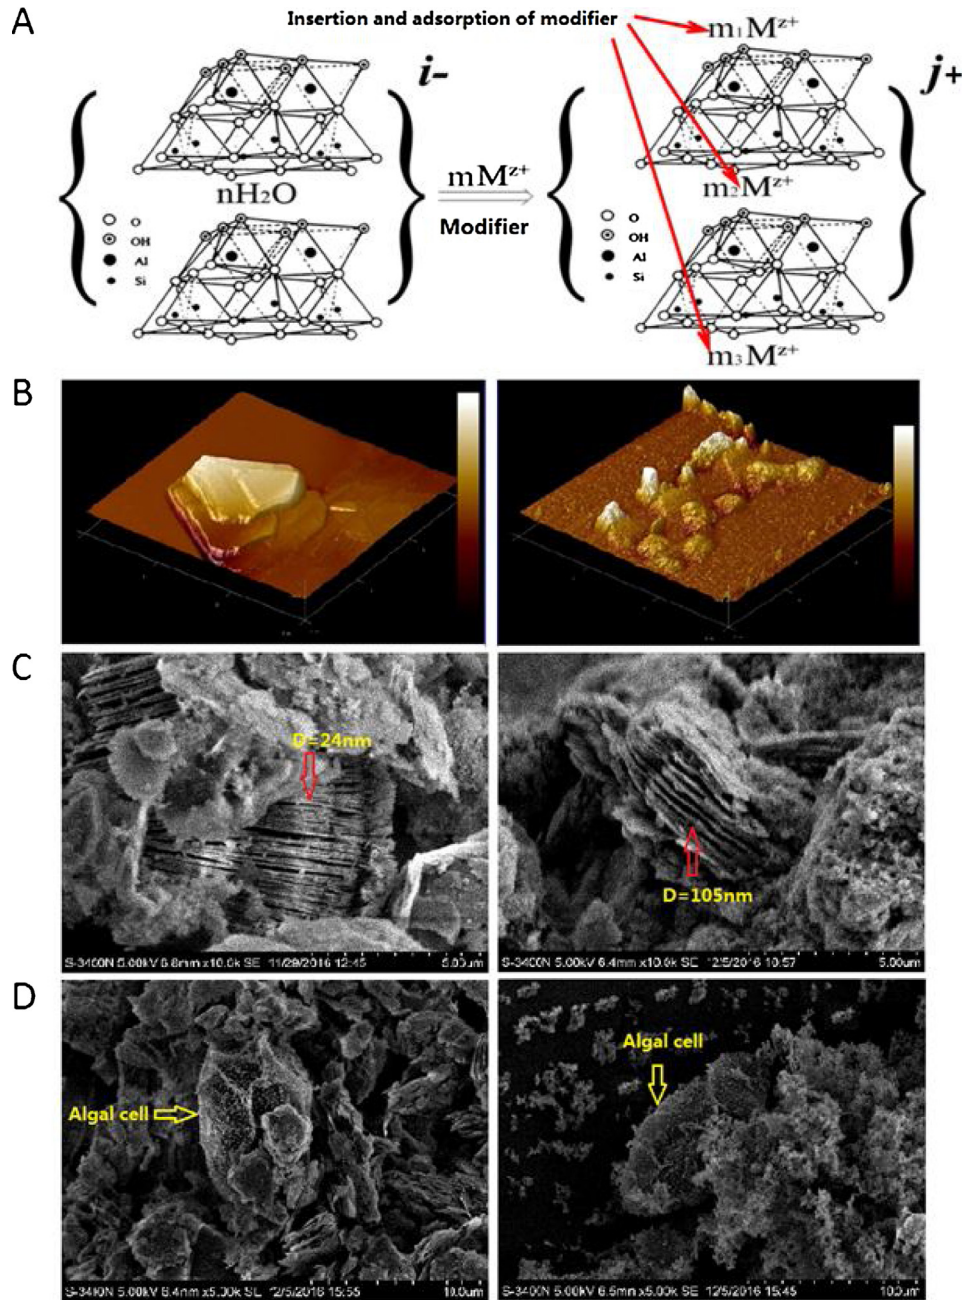 A
Insertion and adsorption of modifier
m₁Mᶻ⁺
i-
j+
nH₂O
mMᶻ⁺
m₂Mᶻ⁺
Modifier
O
OH
Al
Si
O
OH
Al
Si
m₃Mᶻ⁺
B
C
D=24nm
D=105nm
S-3400N 5.00kV 6.8mm x10.0k SE 11/29/2016 12:45 5.00um
S-3400N 5.00kV 6.4mm x10.0k SE 12/5/2016 10:57 5.00um
D
Algal cell
Algal cell
S-3400N 5.00kV 6.4mm x5.00k SE 12/5/2016 15:55 10.0um
S-3400N 5.00kV 6.5mm x5.00k SE 12/5/2016 15:45 10.0um